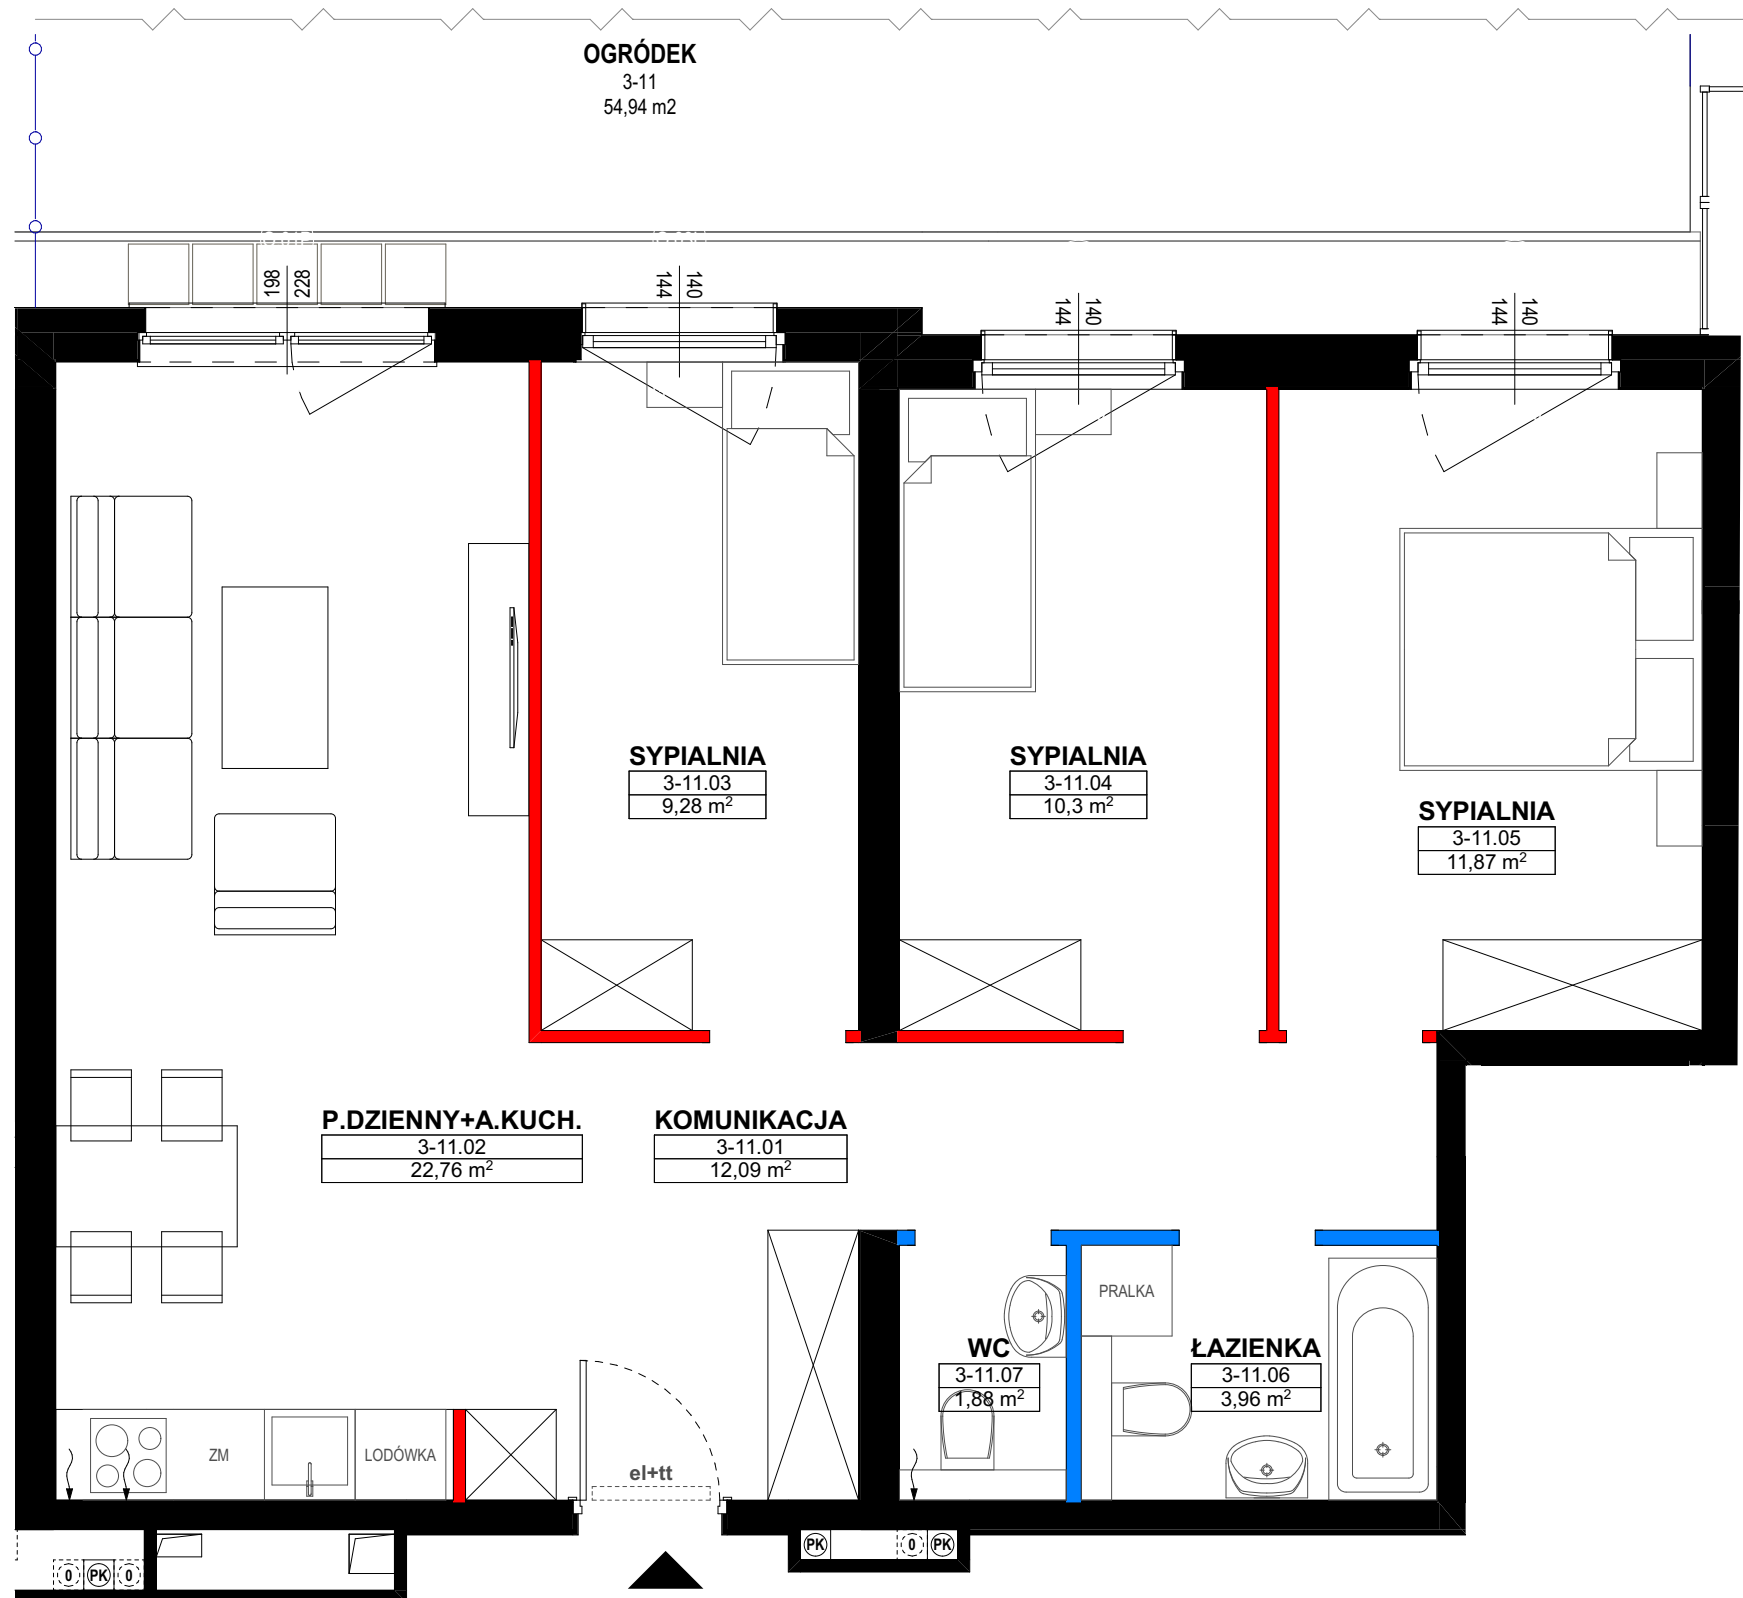 OGRÓDEK
3-11
54,94 m2
198
228
144
140
144
140
144
140
SYPIALNIA
3-11.03
9,28 m²
SYPIALNIA
3-11.04
10,3 m²
SYPIALNIA
3-11.05
11,87 m²
P.DZIENNY+A.KUCH.
3-11.02
22,76 m²
KOMUNIKACJA
3-11.01
12,09 m²
PRALKA
WC
3-11.07
1,88 m²
ŁAZIENKA
3-11.06
3,96 m²
ZM
LODÓWKA
el+tt
PK
0
PK
0
PK
0